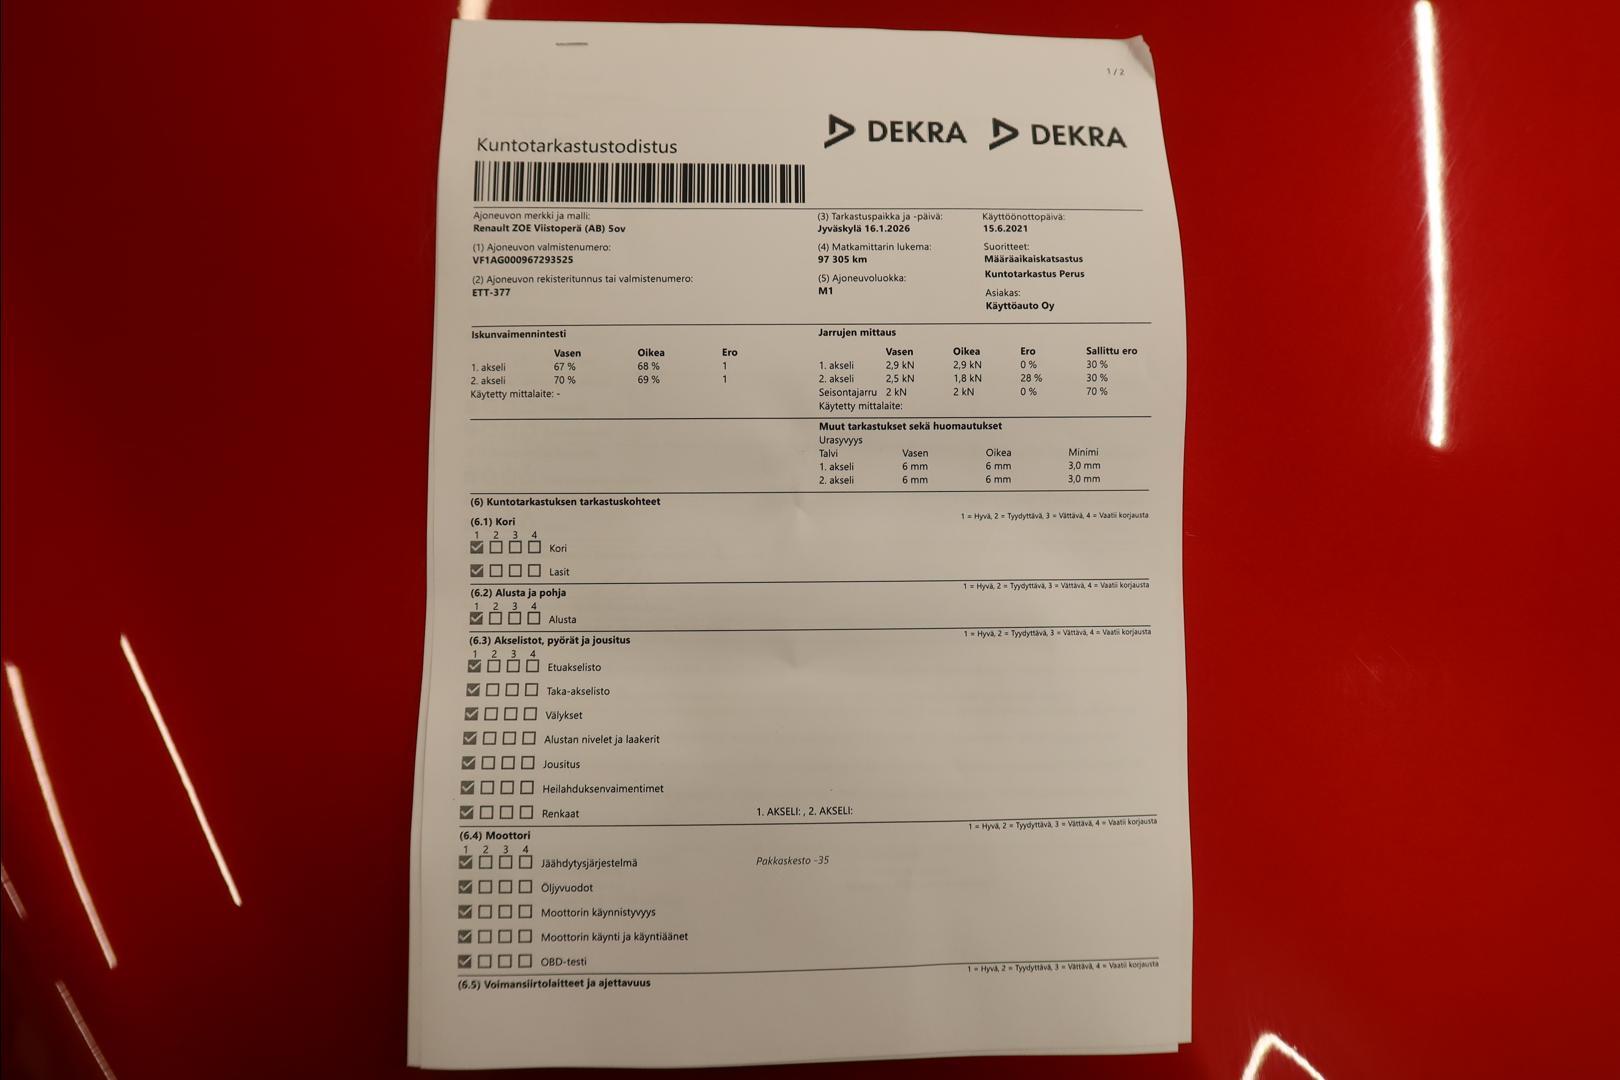 1 / 2
DEKRA DEKRA
Kuntotarkastustodistus
Ajoneuvon merkki ja malli:
Renault ZOE Viistoperä (AB) 5ov
(1) Ajoneuvon valmistenumero:
VF1AG000967293525
(2) Ajoneuvon rekisteritunnus tai valmistenumero:
ETT-377
(3) Tarkastuspaikka ja -päivä:
Jyväskylä 16.1.2026
(4) Matkamittarin lukema:
97 305 km
(5) Ajoneuvoluokka:
M1
Käyttöönottopäivä:
15.6.2021
Suoritteet:
Määräaikaiskatsastus
Kuntotarkastus Perus
Asiakas:
Käyttöauto Oy
Iskunvaimennintesti
Vasen Oikea Ero
1. akseli 67 % 68 % 1
2. akseli 70 % 69 % 1
Käytetty mittalaite: -
Jarrujen mittaus
Vasen Oikea Ero Sallittu ero
1. akseli 2,9 kN 2,9 kN 0 % 30 %
2. akseli 2,5 kN 1,8 kN 28 % 30 %
Seisontajarru 2 kN 2 kN 0 % 70 %
Käytetty mittalaite:
Muut tarkastukset sekä huomautukset
Urasyvyys
Talvi Vasen Oikea Minimi
1. akseli 6 mm 6 mm 3,0 mm
2. akseli 6 mm 6 mm 3,0 mm
(6) Kuntotarkastuksen tarkastuskohteet
1 = Hyvä, 2 = Tyydyttävä, 3 = Välttävä, 4 = Vaatii korjausta
(6.1) Kori
1 2 3 4
Kori
Lasit
1 = Hyvä, 2 = Tyydyttävä, 3 = Välttävä, 4 = Vaatii korjausta
(6.2) Alusta ja pohja
1 2 3 4
Alusta
1 = Hyvä, 2 = Tyydyttävä, 3 = Välttävä, 4 = Vaatii korjausta
(6.3) Akselistot, pyörät ja jousitus
1 2 3 4
Etuakselisto
Taka-akselisto
Välykset
Alustan nivelet ja laakerit
Jousitus
Heilahduksenvaimentimet
Renkaat 1. AKSELI: , 2. AKSELI:
1 = Hyvä, 2 = Tyydyttävä, 3 = Välttävä, 4 = Vaatii korjausta
(6.4) Moottori
1 2 3 4
Jäähdytysjärjestelmä Pakkaskesto -35
Öljyvuodot
Moottorin käynnistyvyys
Moottorin käynti ja käyntiäänet
OBD-testi
1 = Hyvä, 2 = Tyydyttävä, 3 = Välttävä, 4 = Vaatii korjausta
(6.5) Voimansiirtolaitteet ja ajettavuus